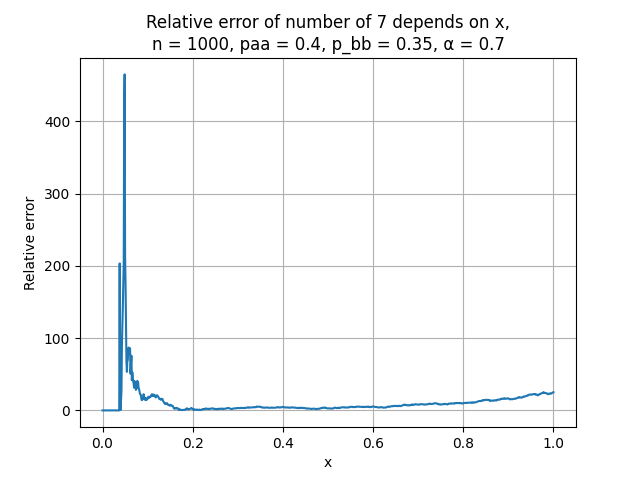 Relative error of number of 7 depends on x,
n = 1000, paa = 0.4, p_bb = 0.35, α = 0.7
400
300
200
100
0
Relative error
0.0 0.2 0.4 0.6 0.8 1.0
x